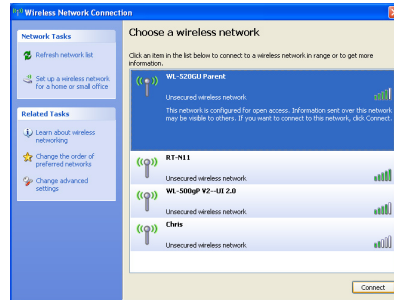 Wireless Network Connection
Network Tasks
Refresh network list
Set up a wireless network
for a home or small office
Related Tasks
Learn about wireless
networking
Change the order of
preferred networks
Change advanced
settings
Choose a wireless network
Click an item in the list below to connect to a wireless network in range or to get more
information.
WL-520GU Parent
Unsecured wireless network
This network is configured for open access. Information sent over this network
may be visible to others. If you want to connect to this network, click Connect.
RT-N11
Unsecured wireless network
WL-500gP V2--UI 2.0
Unsecured wireless network
Chris
Unsecured wireless network
Connect